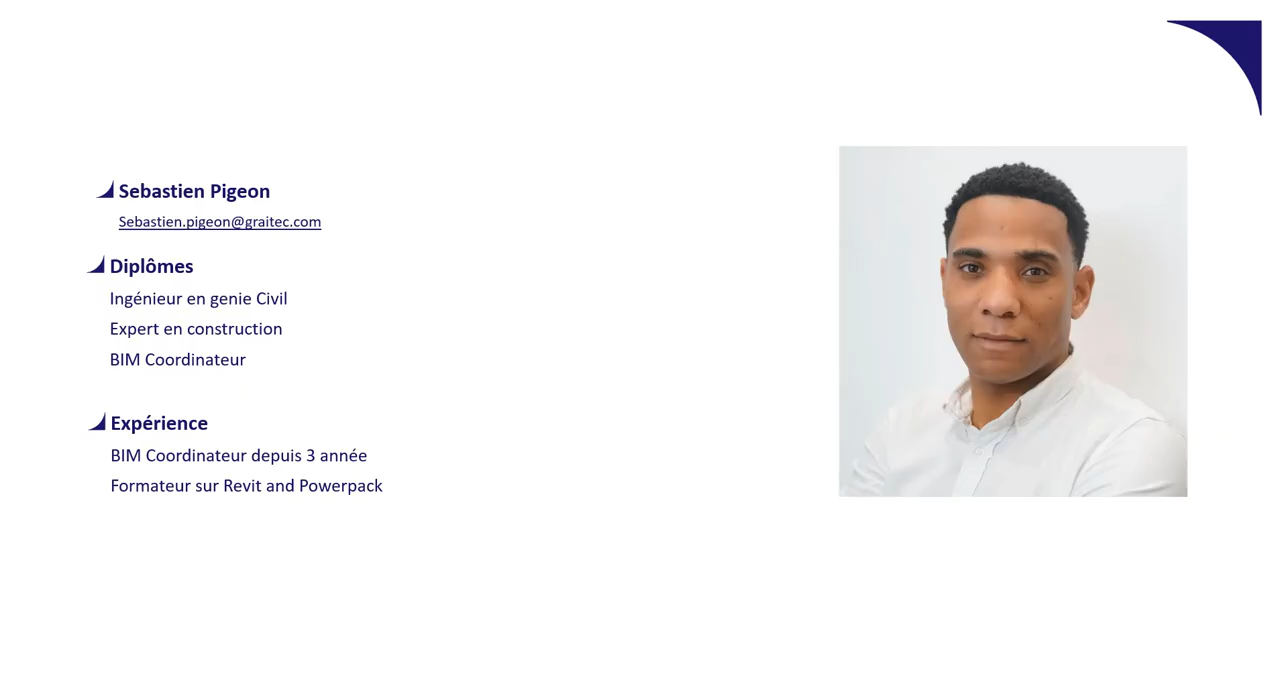 Sebastien Pigeon
Sebastien.pigeon@graitec.com
Diplômes
Ingénieur en genie Civil
Expert en construction
BIM Coordinateur
Expérience
BIM Coordinateur depuis 3 année
Formateur sur Revit and Powerpack